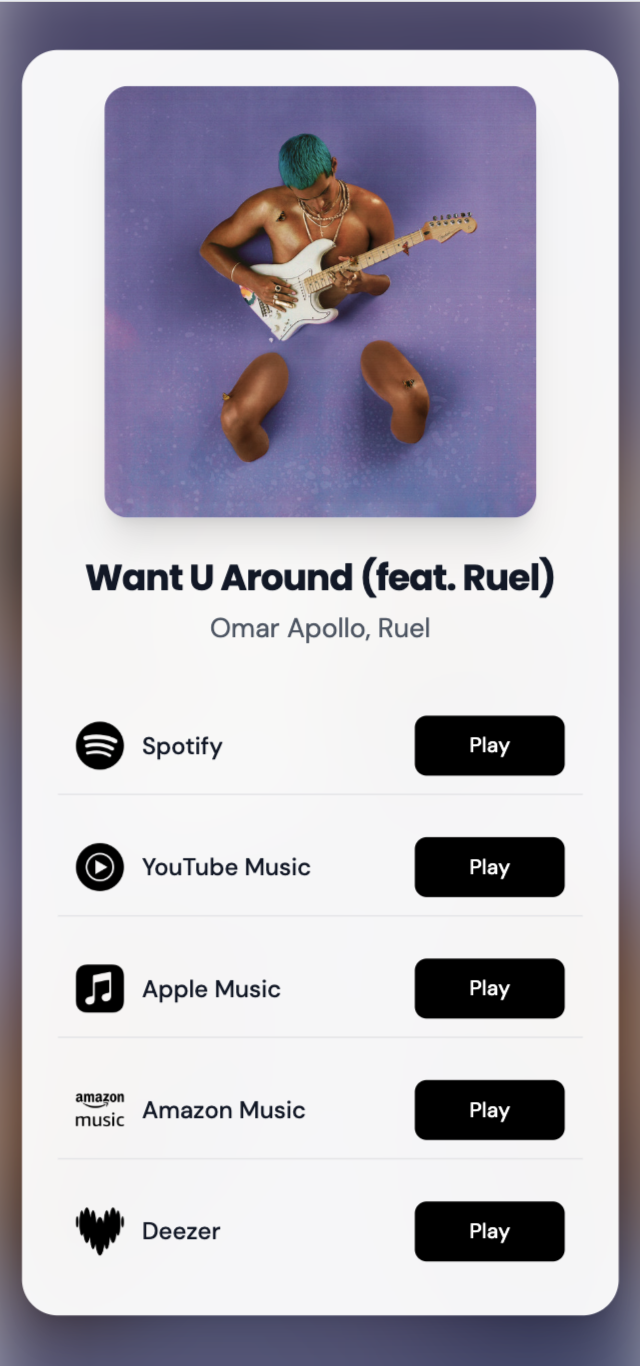 Want U Around (feat. Ruel)
Omar Apollo, Ruel
Spotify
Play
YouTube Music
Play
Apple Music
Play
amazon
music
Amazon Music
Play
Deezer
Play